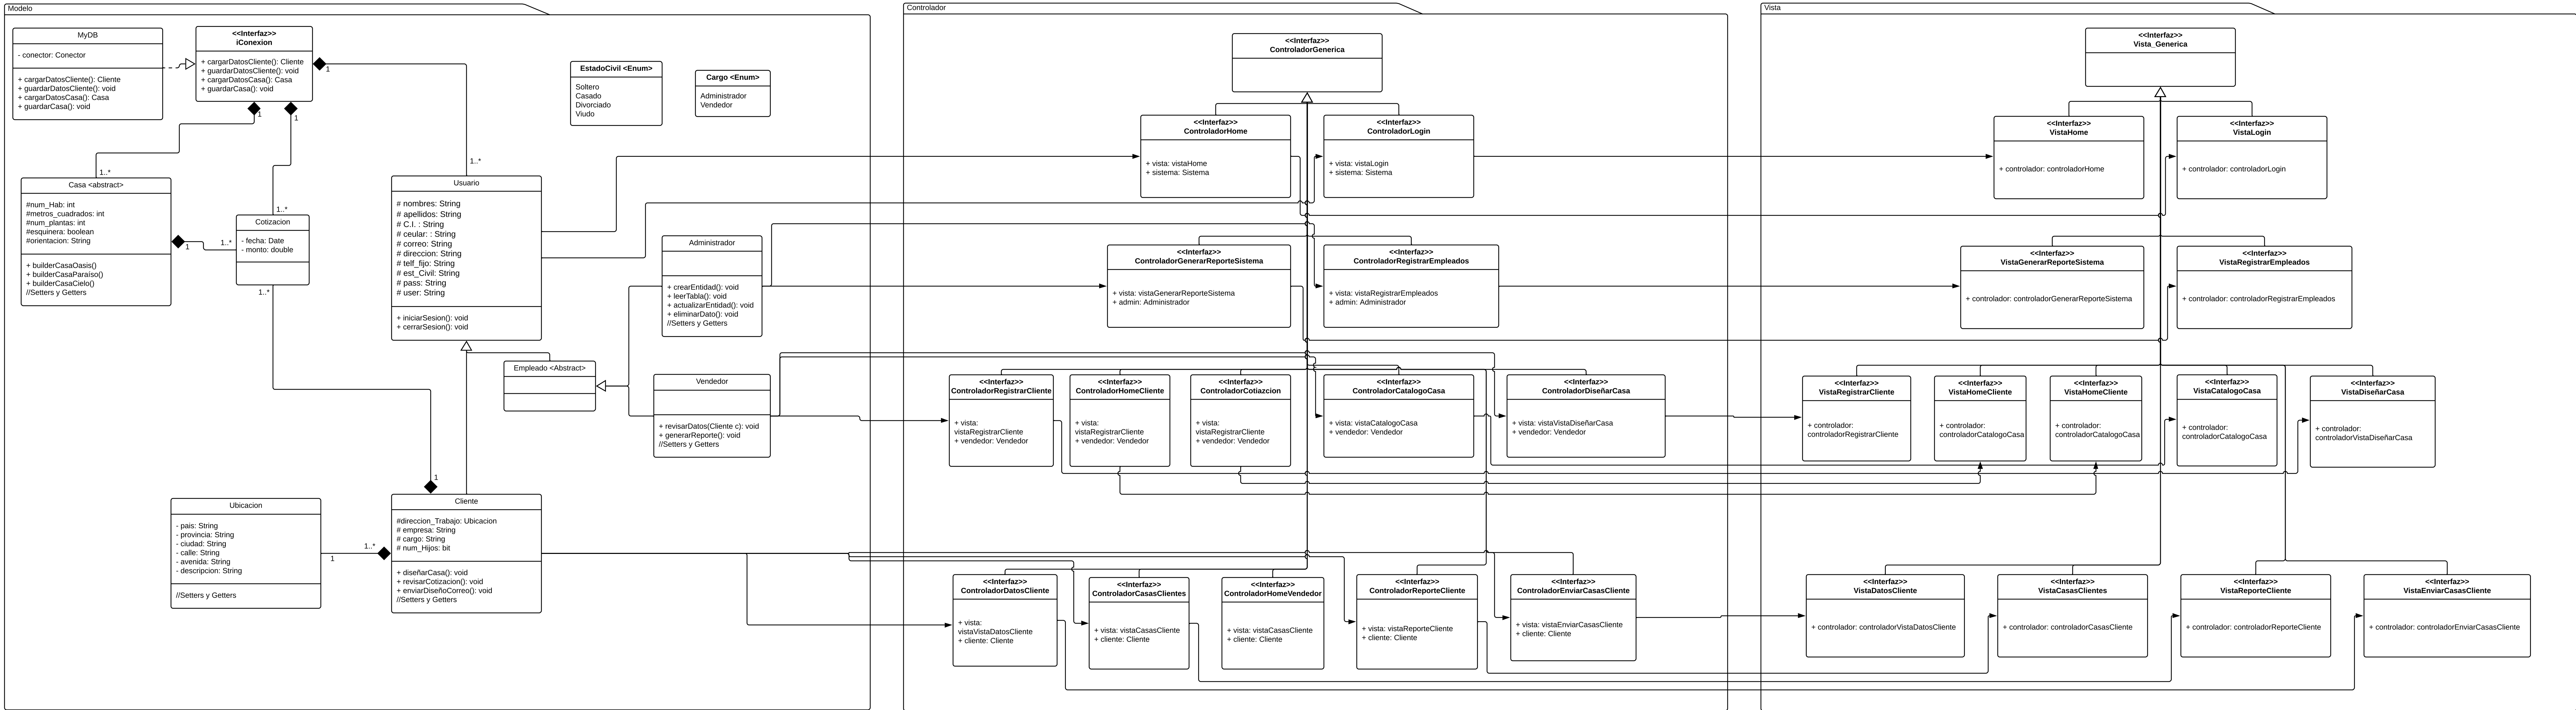 Modelo
MyDB
- conector: Conector
+ cargarDatosCliente(): Cliente
+ guardarDatosCliente(): void
+ cargarDatosCasa(): Casa
+ guardarCasa(): void
<<Interfaz>>
iConexion
+ cargarDatosCliente(): Cliente
+ guardarDatosCliente(): void
+ cargarDatosCasa(): Casa
+ guardarCasa(): void
1
1
1
EstadoCivil <Enum>
Soltero
Casado
Divorciado
Viudo
Cargo <Enum>
Administrador
Vendedor
1..*
1..*
1..*
Casa <abstract>
#num_Hab: int
#metros_cuadrados: int
#num_plantas: int
#esquinera: boolean
#orientacion: String
+ builderCasaOasis()
+ builderCasaParaíso()
+ builderCasaCielo()
//Setters y Getters
1
1..*
Cotizacion
- fecha: Date
- monto: double
1..*
Usuario
# nombres: String
# apellidos: String
# C.I. : String
# ceular: : String
# correo: String
# direccion: String
# telf_fijo: String
# est_Civil: String
# pass: String
# user: String
+ iniciarSesion(): void
+ cerrarSesion(): void
Administrador
+ crearEntidad(): void
+ leerTabla(): void
+ actualizarEntidad(): void
+ eliminarDato(): void
//Setters y Getters
Empleado <Abstract>
Vendedor
+ revisarDatos(Cliente c): void
+ generarReporte(): void
//Setters y Getters
1
Ubicacion
- pais: String
- provincia: String
- ciudad: String
- calle: String
- avenida: String
- descripcion: String
//Setters y Getters
1
1..*
Cliente
#direccion_Trabajo: Ubicacion
# empresa: String
# cargo: String
# num_Hijos: bit
+ diseñarCasa(): void
+ revisarCotizacion(): void
+ enviarDiseñoCorreo(): void
//Setters y Getters
Controlador
<<Interfaz>>
ControladorGenerica
<<Interfaz>>
ControladorHome
+ vista: vistaHome
+ sistema: Sistema
<<Interfaz>>
ControladorLogin
+ vista: vistaLogin
+ sistema: Sistema
<<Interfaz>>
ControladorGenerarReporteSistema
+ vista: vistaGenerarReporteSistema
+ admin: Administrador
<<Interfaz>>
ControladorRegistrarEmpleados
+ vista: vistaRegistrarEmpleados
+ admin: Administrador
<<Interfaz>>
ControladorRegistrarCliente
+ vista:
vistaRegistrarCliente
+ vendedor: Vendedor
<<Interfaz>>
ControladorHomeCliente
+ vista:
vistaRegistrarCliente
+ vendedor: Vendedor
<<Interfaz>>
ControladorCotiazcion
+ vista:
vistaRegistrarCliente
+ vendedor: Vendedor
<<Interfaz>>
ControladorCatalogoCasa
+ vista: vistaCatalogoCasa
+ vendedor: Vendedor
<<Interfaz>>
ControladorDiseñarCasa
+ vista: vistaVistaDiseñarCasa
+ vendedor: Vendedor
<<Interfaz>>
ControladorDatosCliente
+ vista:
vistaVistaDatosCliente
+ cliente: Cliente
<<Interfaz>>
ControladorCasasClientes
+ vista: vistaCasasCliente
+ cliente: Cliente
<<Interfaz>>
ControladorHomeVendedor
+ vista: vistaCasasCliente
+ cliente: Cliente
<<Interfaz>>
ControladorReporteCliente
+ vista: vistaReporteCliente
+ cliente: Cliente
<<Interfaz>>
ControladorEnviarCasasCliente
+ vista: vistaEnviarCasasCliente
+ cliente: Cliente
Vista
<<Interfaz>>
Vista_Generica
<<Interfaz>>
VistaHome
+ controlador: controladorHome
<<Interfaz>>
VistaLogin
+ controlador: controladorLogin
<<Interfaz>>
VistaGenerarReporteSistema
+ controlador: controladorGenerarReporteSistema
<<Interfaz>>
VistaRegistrarEmpleados
+ controlador: controladorRegistrarEmpleados
<<Interfaz>>
VistaRegistrarCliente
+ controlador:
controladorRegistrarCliente
<<Interfaz>>
VistaHomeCliente
+ controlador:
controladorCatalogoCasa
<<Interfaz>>
VistaHomeCliente
+ controlador:
controladorCatalogoCasa
<<Interfaz>>
VistaCatalogoCasa
+ controlador:
controladorCatalogoCasa
<<Interfaz>>
VistaDiseñarCasa
+ controlador:
controladorVistaDiseñarCasa
<<Interfaz>>
VistaDatosCliente
+ controlador: controladorVistaDatosCliente
<<Interfaz>>
VistaCasasClientes
+ controlador: controladorCasasCliente
<<Interfaz>>
VistaReporteCliente
+ controlador: controladorReporteCliente
<<Interfaz>>
VistaEnviarCasasCliente
+ controlador: controladorEnviarCasasCliente